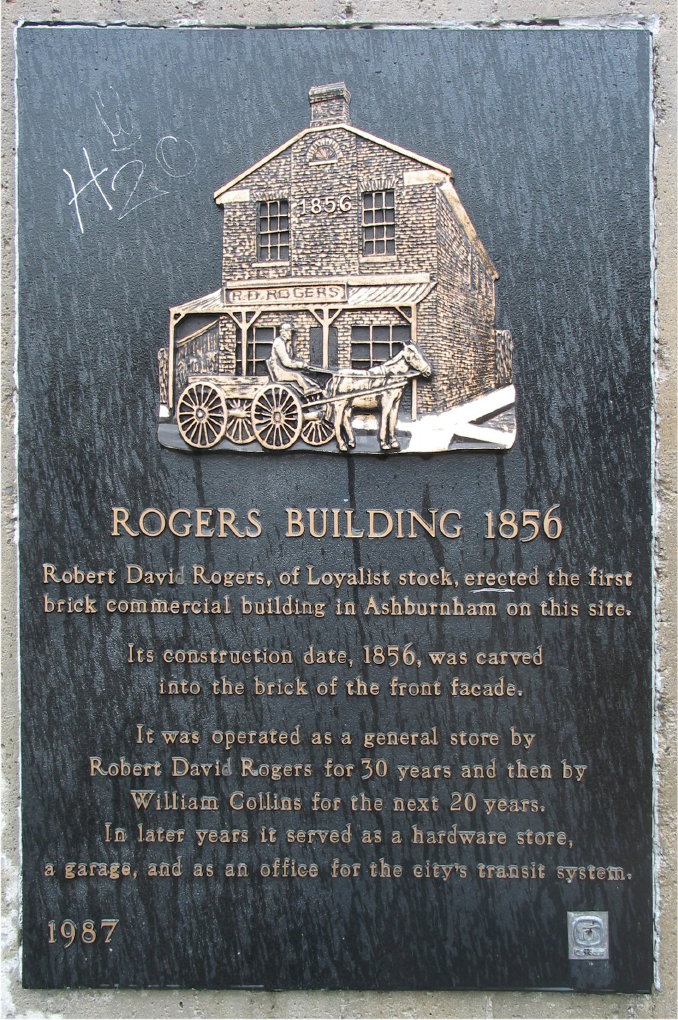 H2O
1856
R.D. ROGERS
ROGERS BUILDING 1856
Robert David Rogers, of Loyalist stock, erected the first
brick commercial building in Ashburnham on this site.
Its construction date, 1856, was carved
into the brick of the front facade.
It was operated as a general store by
Robert David Rogers for 30 years and then by
William Collins for the next 20 years.
In later years it served as a hardware store,
a garage, and as an office for the city's transit system.
1987